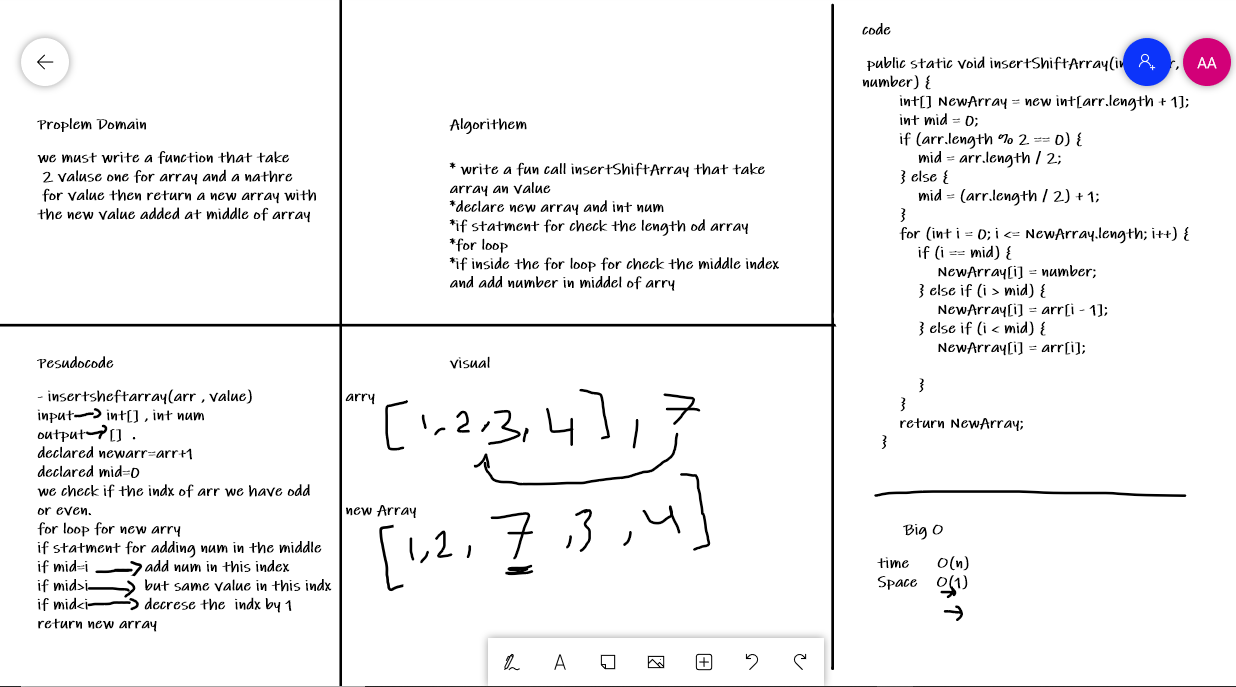 Proplem Domain
we must write a function that take
2 valuse one for array and a nathre
for value then return a new array with
the new value added at middle of array
Algorithem
* write a fun call insertShiftArray that take
array an value
*declare new array and int num
*if statment for check the length od array
*for loop
*if inside the for loop for check the middle index
and add number in middel of arry
Pesudocode
- insertsheftarray(arr , value)
input → int[] , int num
output → [] .
declared newarr=arr+1
declared mid=0
we check if the indx of arr we have odd
or even.
for loop for new arry
if statment for adding num in the middle
if mid=i → add num in this index
if mid>i → but same value in this indx
if mid<i → decrese the indx by 1
return new array
visual
arry
[1,2,3,4] , 7
new Array
[1,2, 7 ,3 ,4]
code
public static void insertShiftArray(
number) {
int[] NewArray = new int[arr.length + 1];
int mid = 0;
if (arr.length % 2 == 0) {
mid = arr.length / 2;
} else {
mid = (arr.length / 2) + 1;
}
for (int i = 0; i <= NewArray.length; i++) {
if (i == mid) {
NewArray[i] = number;
} else if (i > mid) {
NewArray[i] = arr[i - 1];
} else if (i < mid) {
NewArray[i] = arr[i];
}
}
return NewArray;
}
Big O
time O(n)
Space O(1)
→
→
AA
A